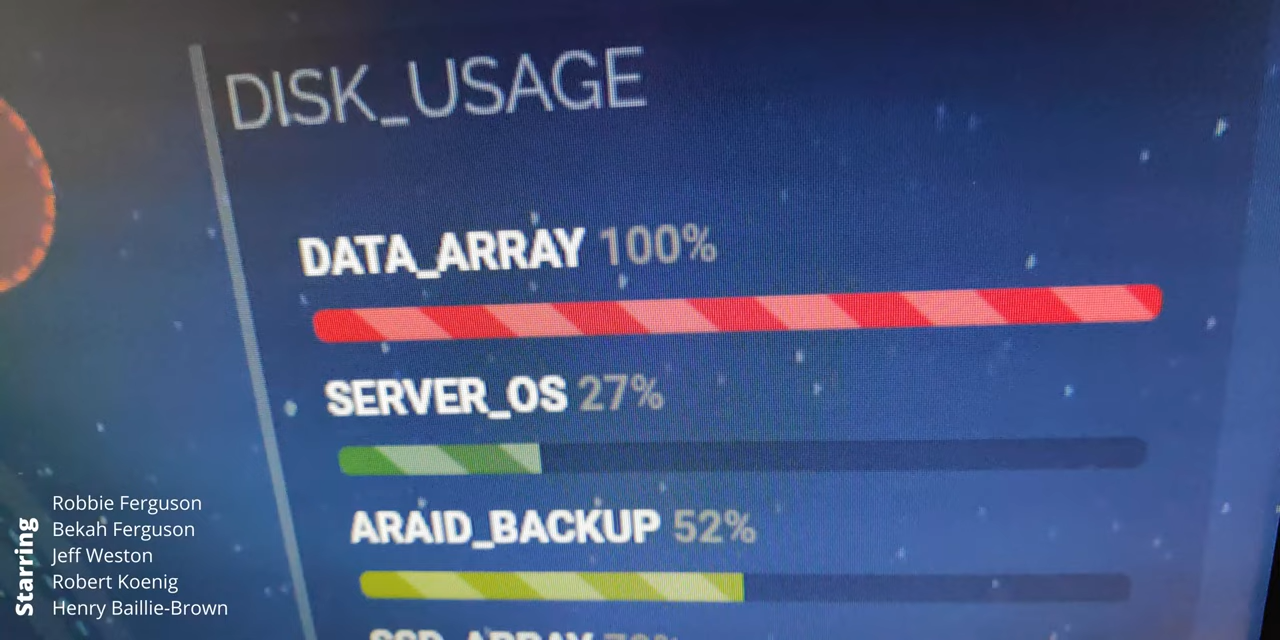 DISK_USAGE
DATA_ARRAY 100%
SERVER_OS 27%
ARAID_BACKUP 52%
Starring
Robbie Ferguson
Bekah Ferguson
Jeff Weston
Robert Koenig
Henry Baillie-Brown